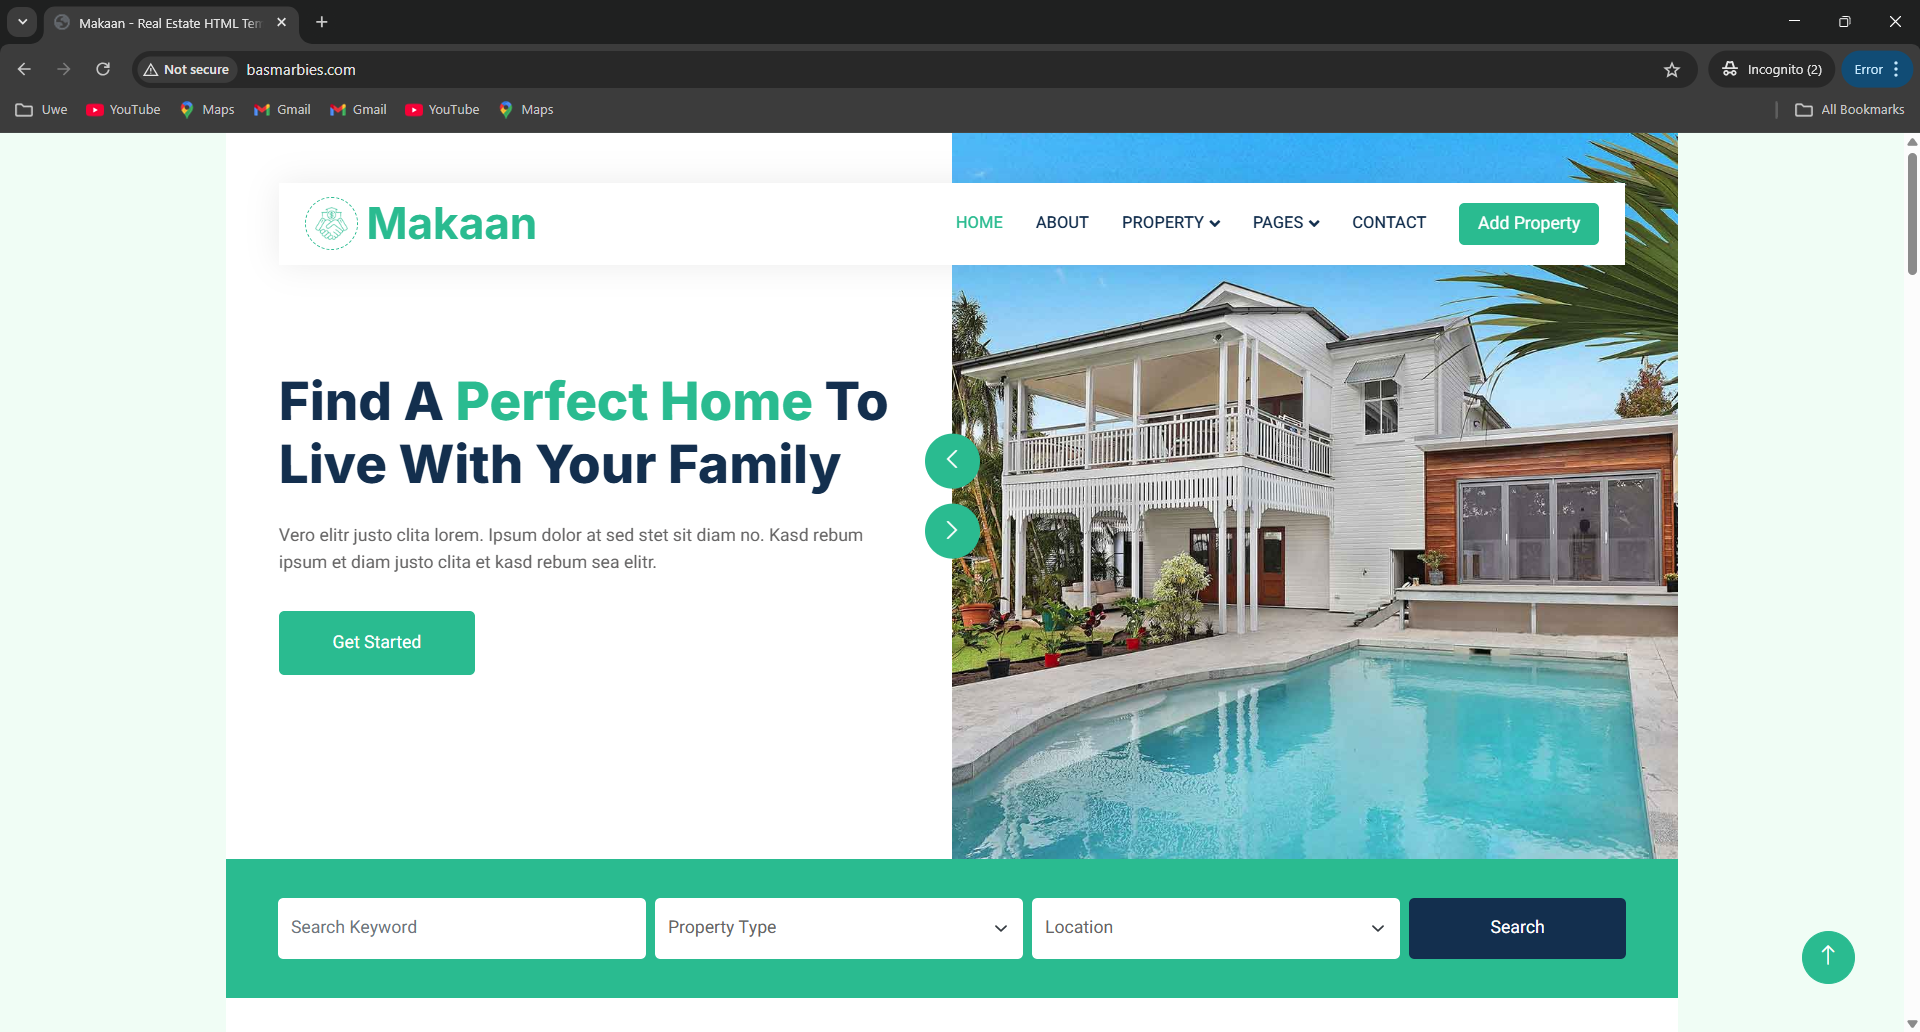 Makaan - Real Estate HTML Tem
Not secure
basmarbies.com
Incognito (2)
Error
Uwe
YouTube
Maps
Gmail
Gmail
YouTube
Maps
All Bookmarks
Makaan
HOME
ABOUT
PROPERTY
PAGES
CONTACT
Add Property
Find A Perfect Home To
Live With Your Family
Vero elitr justo clita lorem. Ipsum dolor at sed stet sit diam no. Kasd rebum
ipsum et diam justo clita et kasd rebum sea elitr.
Get Started
Search Keyword
Property Type
Location
Search